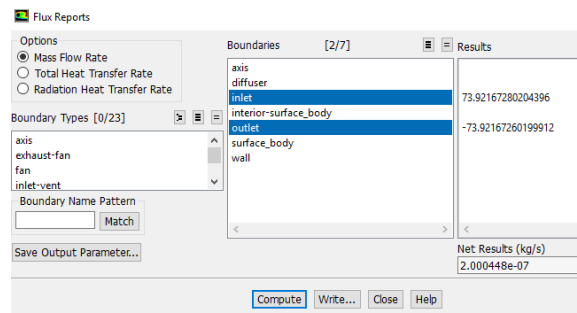 Flux Reports
Options
Mass Flow Rate
Total Heat Transfer Rate
Radiation Heat Transfer Rate
Boundary Types [0/23]
axis
exhaust-fan
fan
inlet-vent
Boundary Name Pattern
Match
Save Output Parameter...
Boundaries [2/7]
axis
diffuser
inlet
interior-surface_body
outlet
surface_body
wall
Results
73.92167280204396
-73.92167260199912
Net Results (kg/s)
2.000448e-07
Compute Write... Close Help